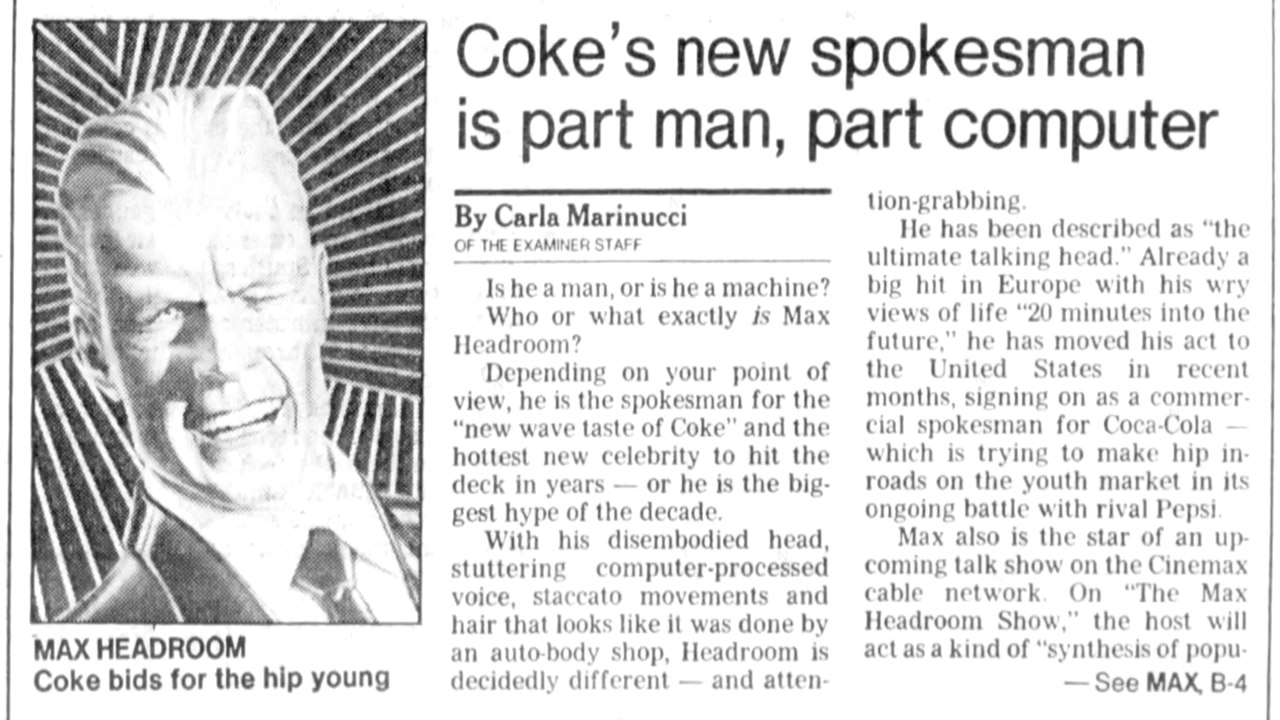 Coke's new spokesman
is part man, part computer
By Carla Marinucci
OF THE EXAMINER STAFF
Is he a man, or is he a machine?
Who or what exactly is Max
Headroom?
Depending on your point of
view, he is the spokesman for the
"new wave taste of Coke" and the
hottest new celebrity to hit the
deck in years — or he is the big-
gest hype of the decade.
With his disembodied head,
stuttering computer-processed
voice, staccato movements and
hair that looks like it was done by
an auto-body shop, Headroom is
decidedly different — and atten-
tion-grabbing.
He has been described as "the
ultimate talking head." Already a
big hit in Europe with his wry
views of life "20 minutes into the
future," he has moved his act to
the United States in recent
months, signing on as a commer-
cial spokesman for Coca-Cola —
which is trying to make hip in-
roads on the youth market in its
ongoing battle with rival Pepsi.
Max also is the star of an up-
coming talk show on the Cinemax
cable network. On "The Max
Headroom Show," the host will
act as a kind of "synthesis of popu-
— See MAX, B-4
MAX HEADROOM
Coke bids for the hip young